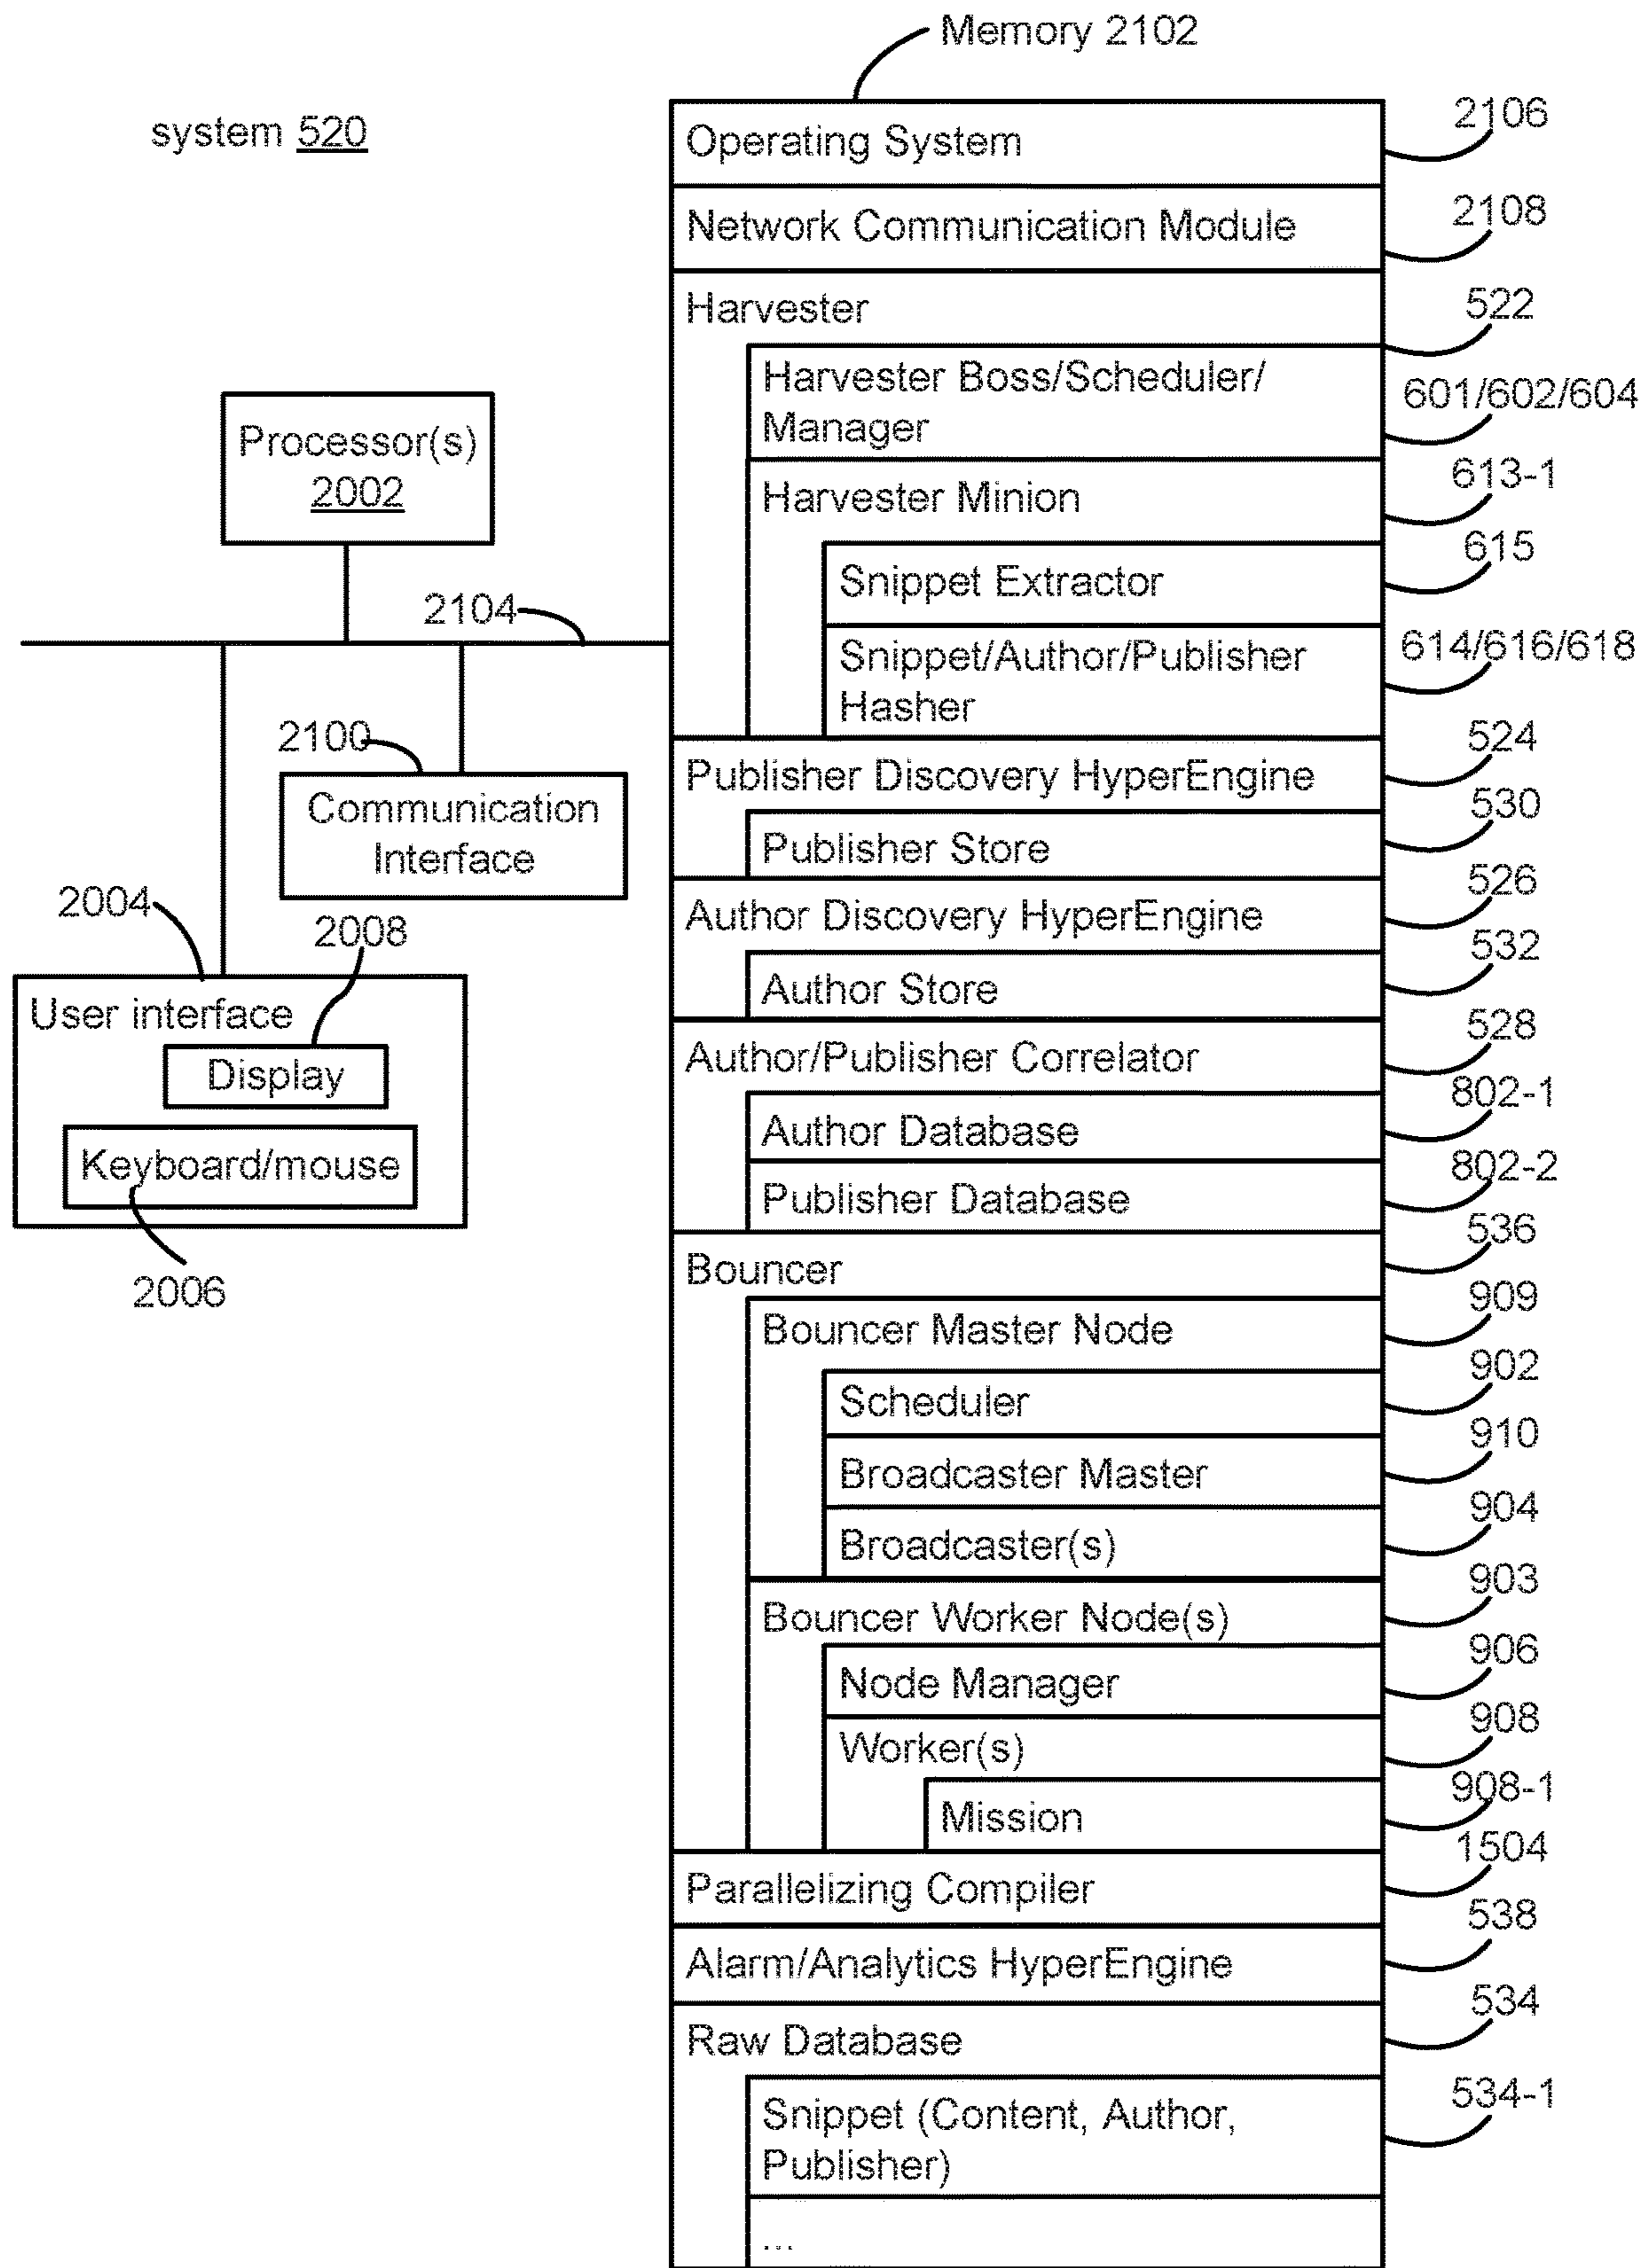 Memory 2102
system 520
Operating System
2106
Network Communication Module
2108
Harvester
522
Harvester Boss/Scheduler/
Manager
601/602/604
Harvester Minion
613-1
Snippet Extractor
615
Snippet/Author/Publisher
Hasher
614/616/618
Processor(s)
2002
2104
2100
Communication
Interface
2004
2008
User interface
Display
Keyboard/mouse
2006
Publisher Discovery HyperEngine
524
Publisher Store
530
Author Discovery HyperEngine
526
Author Store
532
Author/Publisher Correlator
528
Author Database
802-1
Publisher Database
802-2
Bouncer
536
Bouncer Master Node
909
Scheduler
902
Broadcaster Master
910
Broadcaster(s)
904
Bouncer Worker Node(s)
903
Node Manager
906
Worker(s)
908
Mission
908-1
Parallelizing Compiler
1504
Alarm/Analytics HyperEngine
538
Raw Database
534
Snippet (Content, Author,
Publisher)
534-1
...